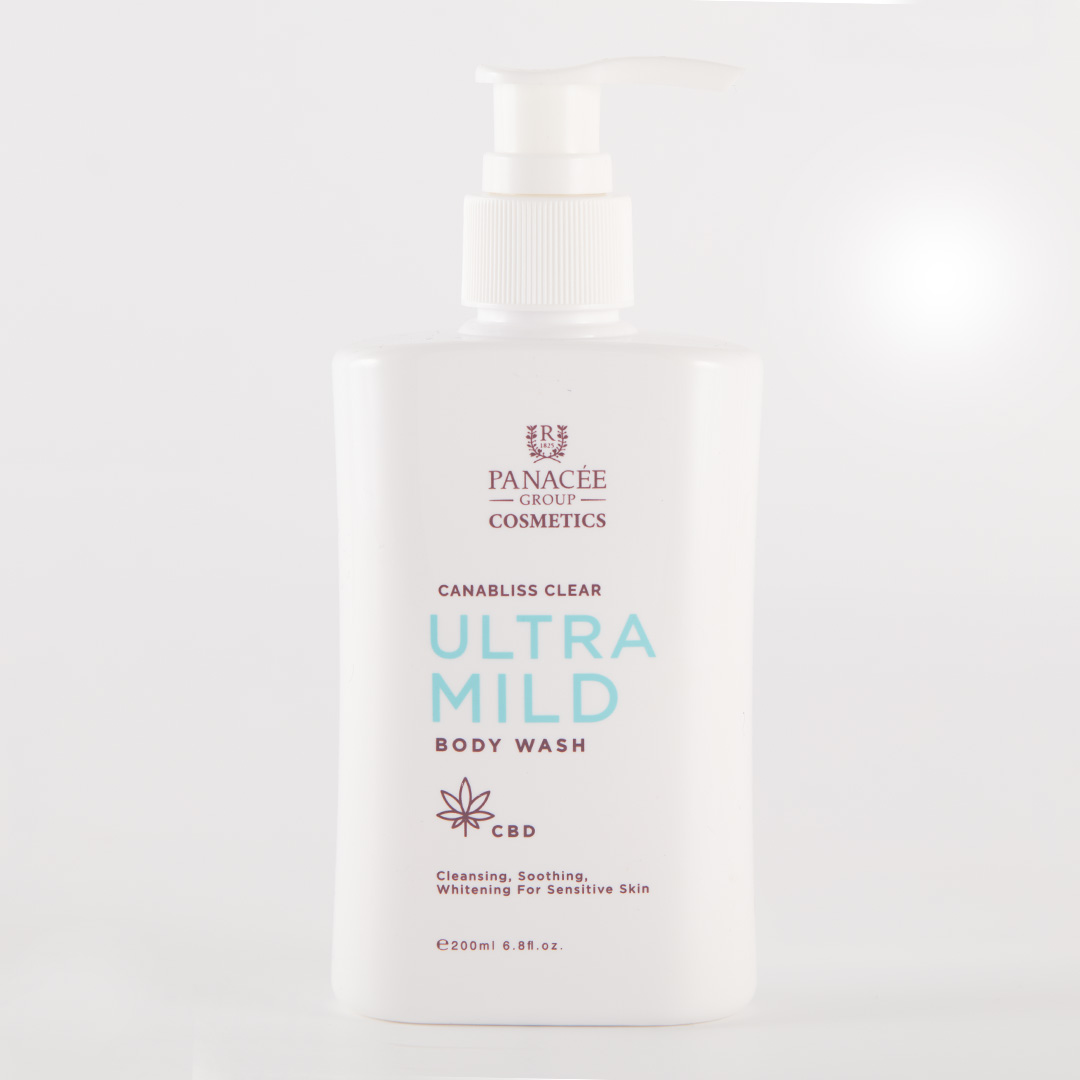 R
1825
PANACÉE
GROUP
COSMETICS
CANABLISS CLEAR
ULTRA
MILD
BODY WASH
CBD
Cleansing, Soothing,
Whitening For Sensitive Skin
℮200ml 6.8fl.oz.